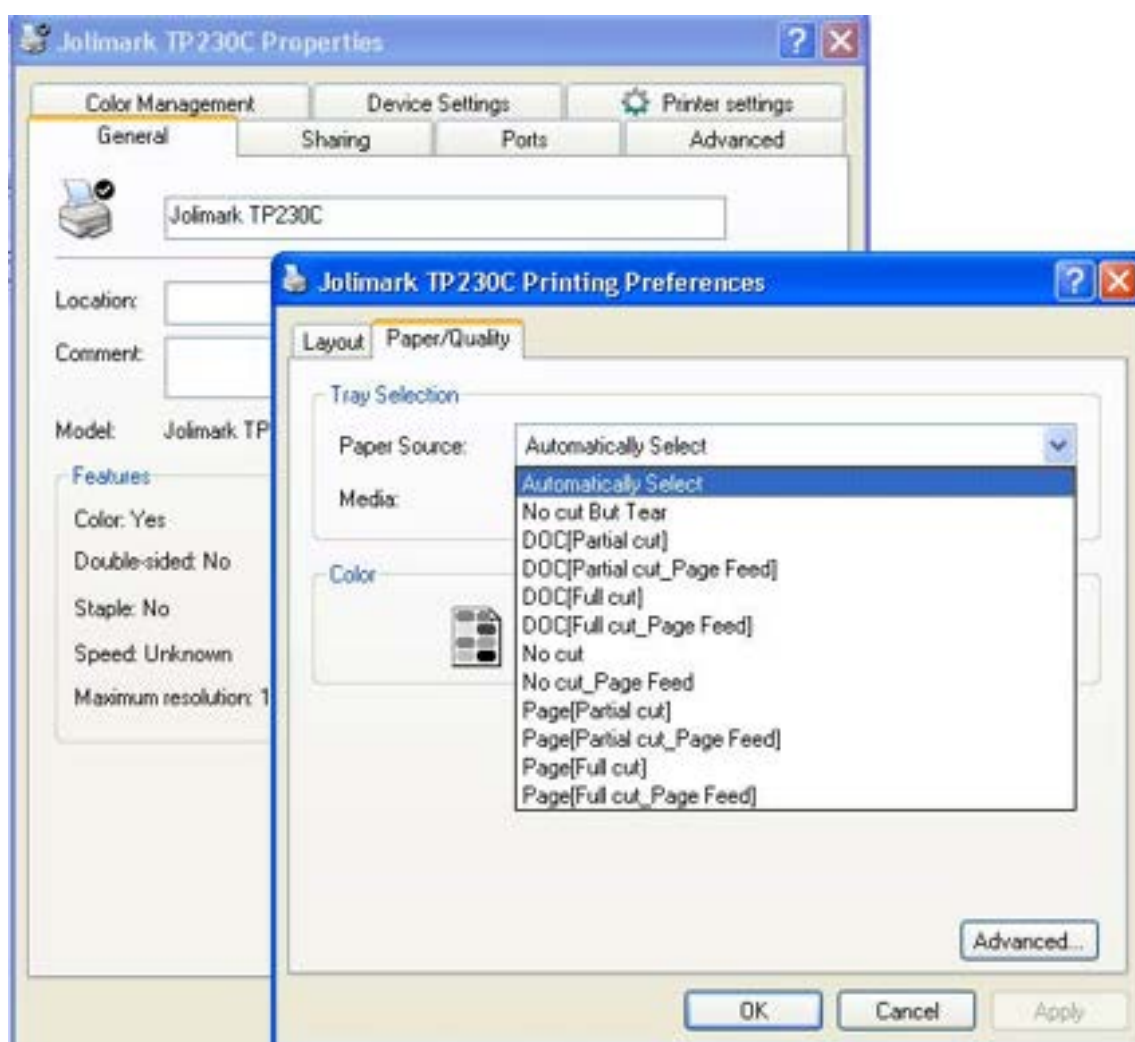 Jolimark TP230C Properties
Color Management Device Settings Printer settings
General Sharing Ports Advanced
Jolimark TP230C
Location:
Comment:
Model: Jolimark TP
Features
Color: Yes
Double-sided: No
Staple: No
Speed: Unknown
Maximum resolution: 1
Jolimark TP230C Printing Preferences
Layout Paper/Quality
Tray Selection
Paper Source: Automatically Select
Media:
Automatically Select
No cut But Tear
DOC[Partial cut]
DOC[Partial cut_Page Feed]
DOC[Full cut]
DOC[Full cut_Page Feed]
No cut
No cut_Page Feed
Page[Partial cut]
Page[Partial cut_Page Feed]
Page[Full cut]
Page[Full cut_Page Feed]
Color
Advanced...
OK Cancel Apply